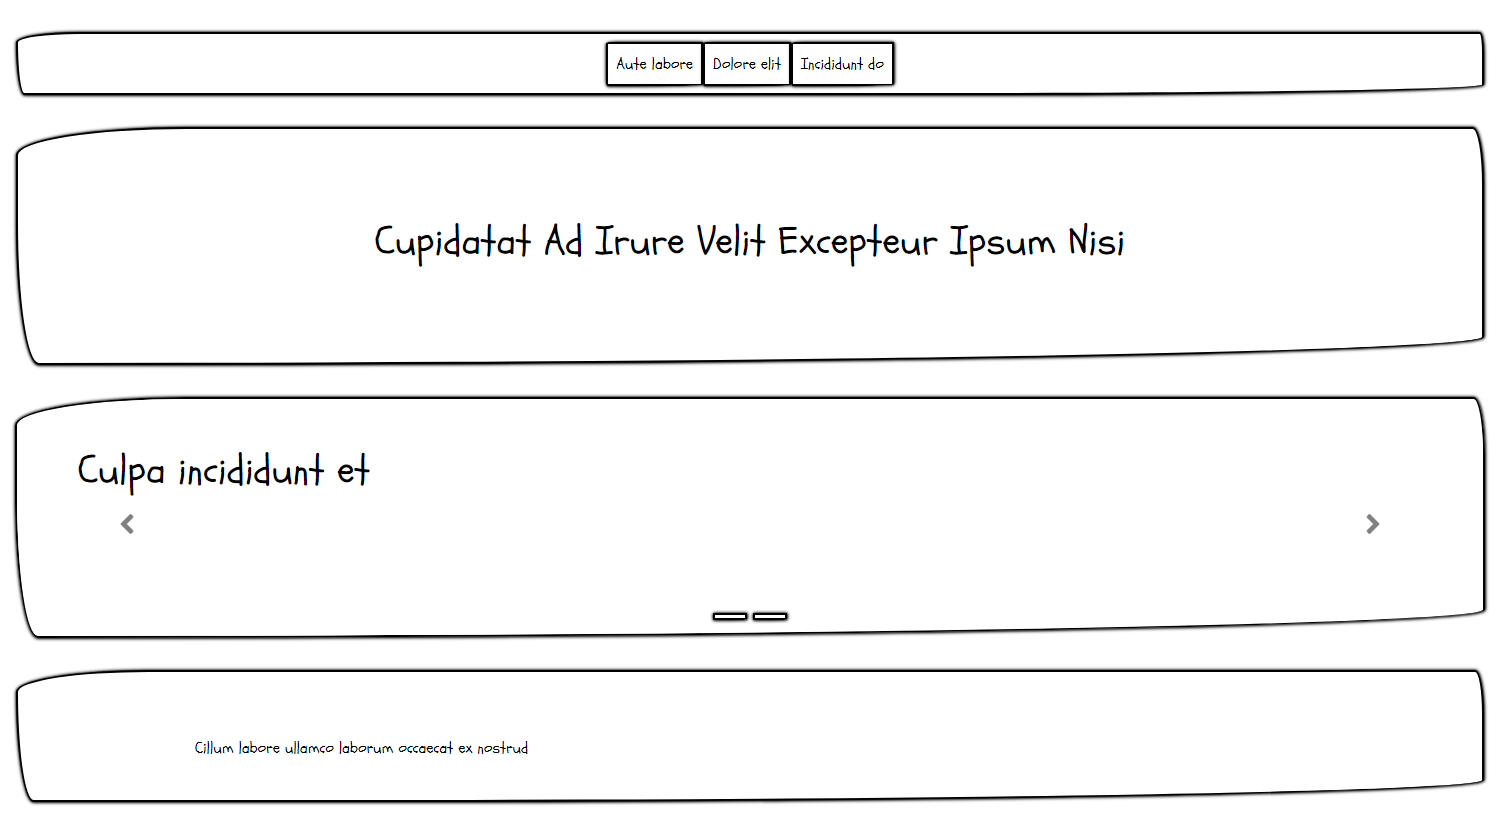 Aute labore Dolore elit Incididunt do
Cupidatat Ad Irure Velit Excepteur Ipsum Nisi
Culpa incididunt et
Cillum labore ullamco laborum occaecat ex nostrud